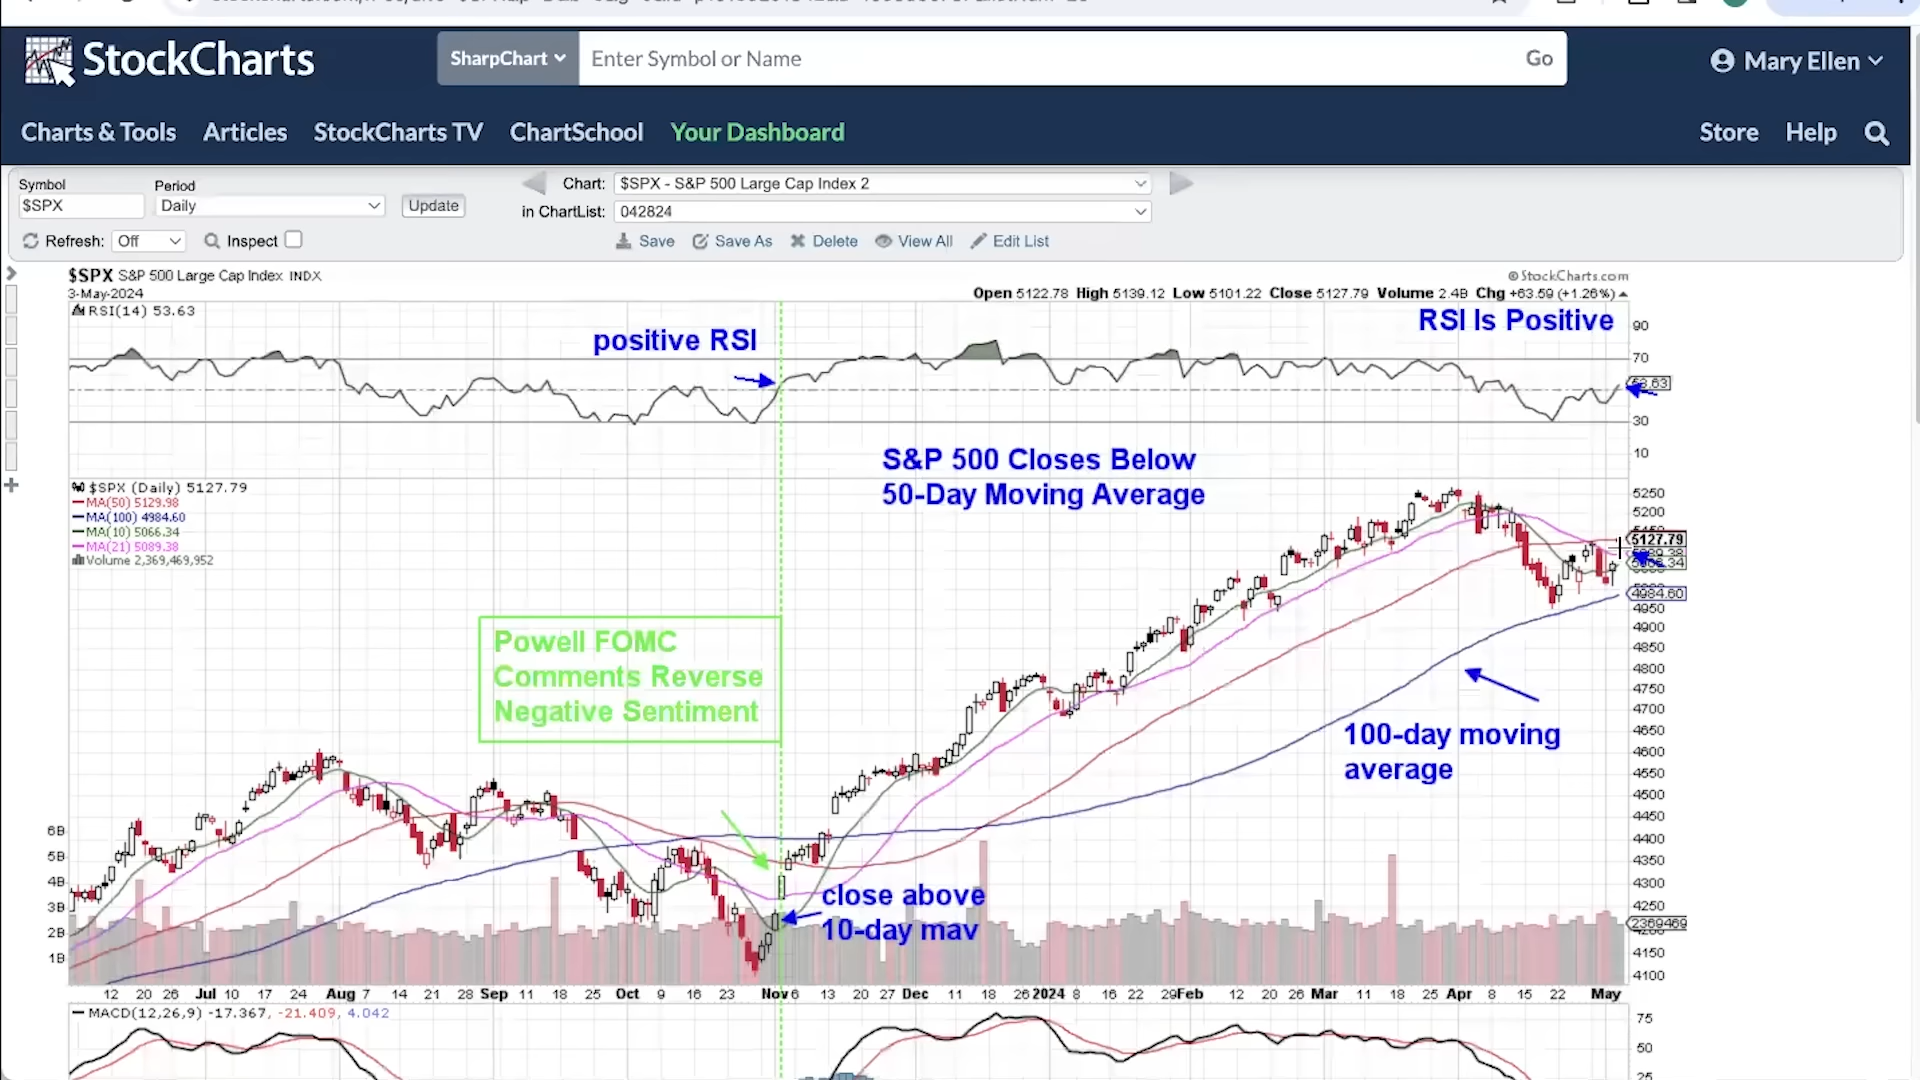 StockCharts
SharpChart
Enter Symbol or Name
Go
Mary Ellen
Charts & Tools
Articles
StockCharts TV
ChartSchool
Your Dashboard
Store
Help
Symbol
Period
Chart:
$SPX - S&P 500 Large Cap Index 2
$SPX
Daily
Update
in ChartList:
042824
Refresh:
Off
Inspect
Save
Save As
Delete
View All
Edit List
$SPX S&P 500 Large Cap Index INDX
© StockCharts.com
3-May-2024
Open 5122.78 High 5139.12 Low 5101.22 Close 5127.79 Volume 2.4B Chg +63.59 (+1.26%)
RSI(14) 53.63
positive RSI
RSI Is Positive
90
70
53.63
30
10
S&P 500 Closes Below
50-Day Moving Average
$SPX (Daily) 5127.79
MA(50) 5129.98
MA(100) 4984.60
MA(10) 5066.34
MA(21) 5089.38
Volume 2,369,469,952
5250
5200
5127.79
4984.60
4950
4900
4850
4800
4750
4700
4650
4600
4550
4500
4450
4400
4350
4300
4250
2369469
4150
4100
Powell FOMC
Comments Reverse
Negative Sentiment
100-day moving
average
close above
10-day mav
6B
5B
4B
3B
2B
1B
12 20 26 Jul 10 17 24 Aug 7 14 21 28 Sep 11 18 25 Oct 9 16 23 Nov 6 13 20 27 Dec 11 18 26 2024 8 16 22 29 Feb 12 20 26 Mar 11 18 25 Apr 8 15 22 May
MACD(12,26,9) -17.367, -21.409, 4.042
75
50
25